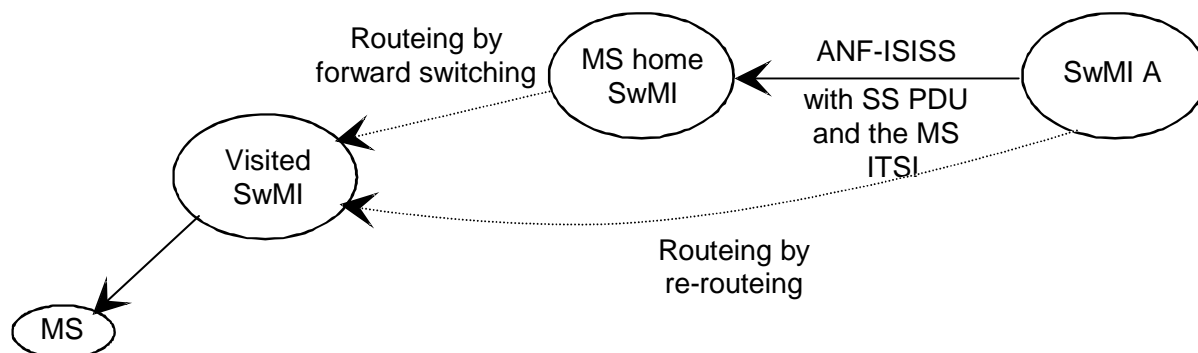 Routeing by
forward switching
MS home
SwMI
ANF-ISISS
with SS PDU
and the MS
ITSI
SwMI A
Visited
SwMI
Routeing by
re-routeing
MS